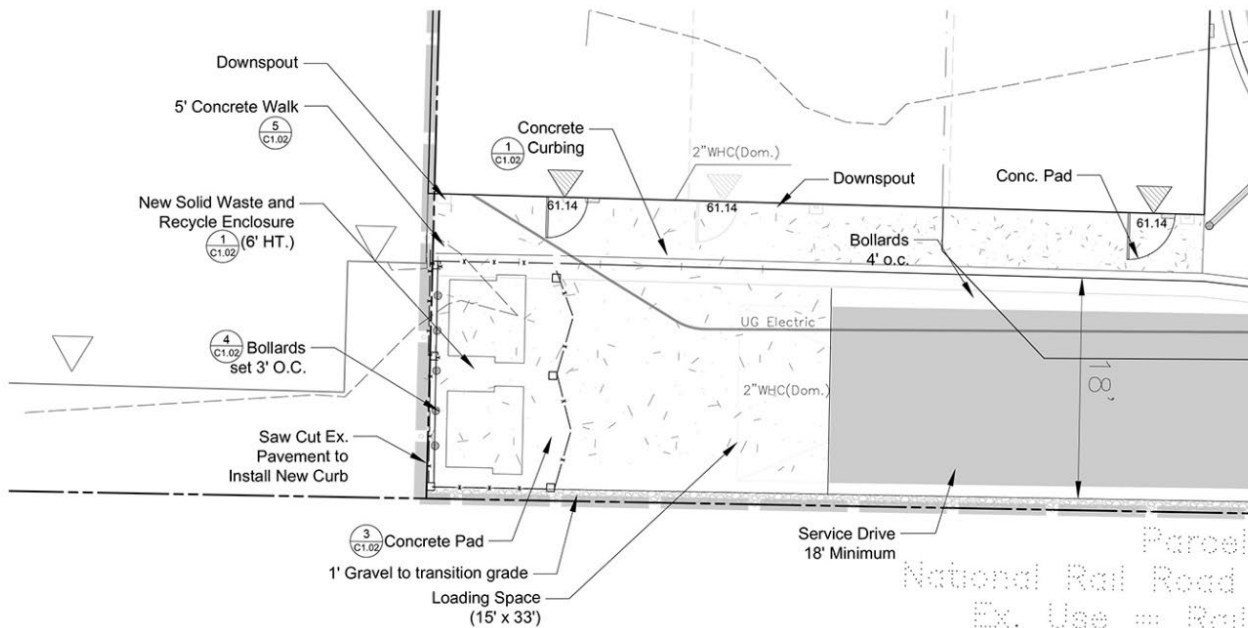 Downspout
5' Concrete Walk
5
C1.02
Concrete
Curbing
1
C1.02
2"WHC(Dom.)
Downspout
Conc. Pad
New Solid Waste and
Recycle Enclosure
(6' HT.)
1
C1.02
61.14
61.14
61.14
Bollards
4' o.c.
UG Electric
4
C1.02
Bollards
set 3' O.C.
2"WHC(Dom.)
18'
Saw Cut Ex.
Pavement to
Install New Curb
3
C1.02
Concrete Pad
1' Gravel to transition grade
Loading Space
(15' x 33')
Service Drive
18' Minimum
Parcel
National Rail Road
Ex. Use = Rail